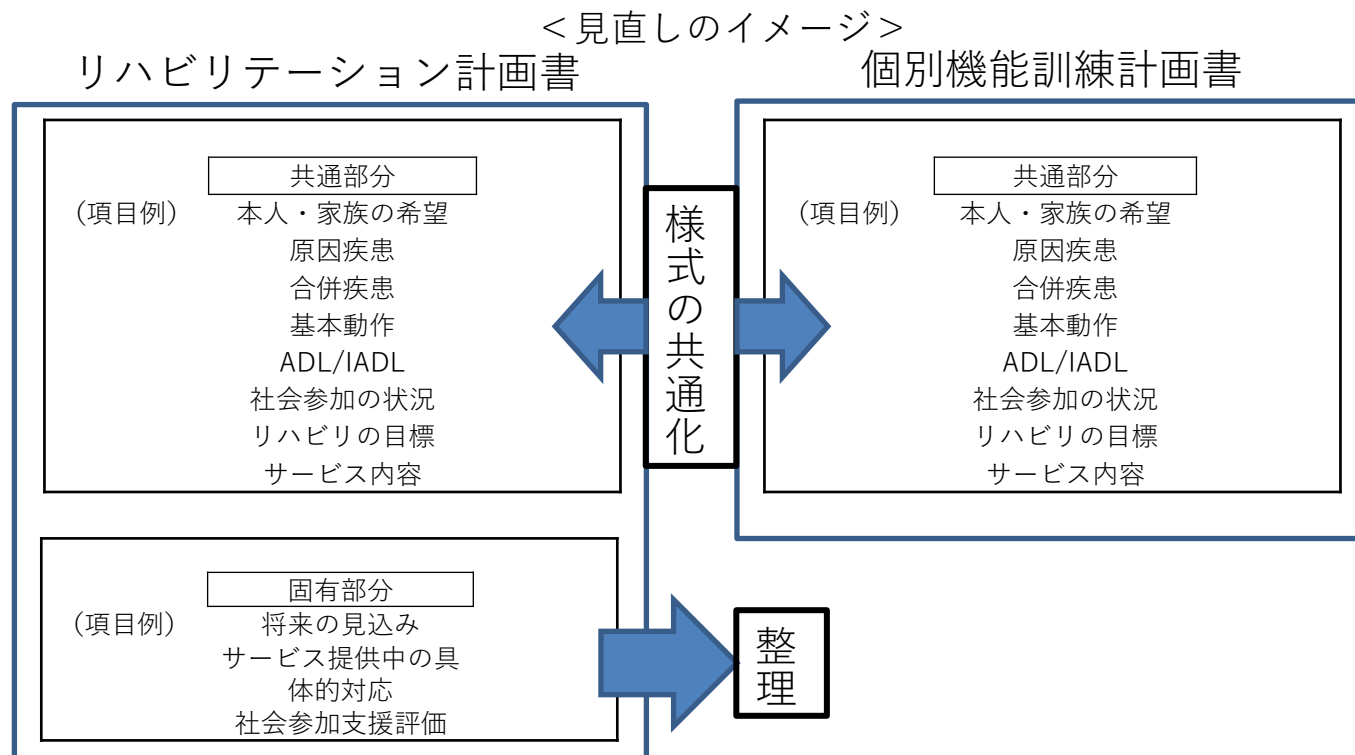 ＜見直しのイメージ＞
リハビリテーション計画書
共通部分
（項目例）
本人・家族の希望
原因疾患
合併疾患
基本動作
ADL/IADL
社会参加の状況
リハビリの目標
サービス内容
固有部分
（項目例）
将来の見込み
サービス提供中の具
体的対応
社会参加支援評価
様式の共通化
整理
個別機能訓練計画書
共通部分
（項目例）
本人・家族の希望
原因疾患
合併疾患
基本動作
ADL/IADL
社会参加の状況
リハビリの目標
サービス内容